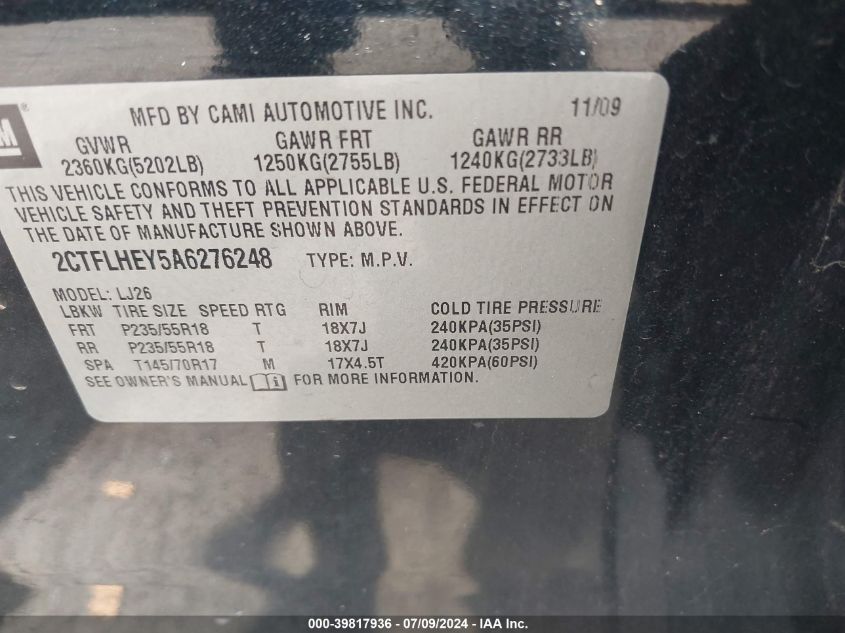 M ®
MFD BY CAMI AUTOMOTIVE INC. 11/09
GVWR GAWR FRT GAWR RR
2360KG(5202LB) 1250KG(2755LB) 1240KG(2733LB)
THIS VEHICLE CONFORMS TO ALL APPLICABLE U.S. FEDERAL MOTOR
VEHICLE SAFETY AND THEFT PREVENTION STANDARDS IN EFFECT ON
THE DATE OF MANUFACTURE SHOWN ABOVE.
2CTFLHEY5A6276248 TYPE: M.P.V.
MODEL: LJ26
LBKW TIRE SIZE SPEED RTG RIM COLD TIRE PRESSURE
FRT P235/55R18 T 18X7J 240KPA(35PSI)
RR P235/55R18 T 18X7J 240KPA(35PSI)
SPA T145/70R17 M 17X4.5T 420KPA(60PSI)
SEE OWNER'S MANUAL i FOR MORE INFORMATION.
000-39817936 - 07/09/2024 - IAA Inc.